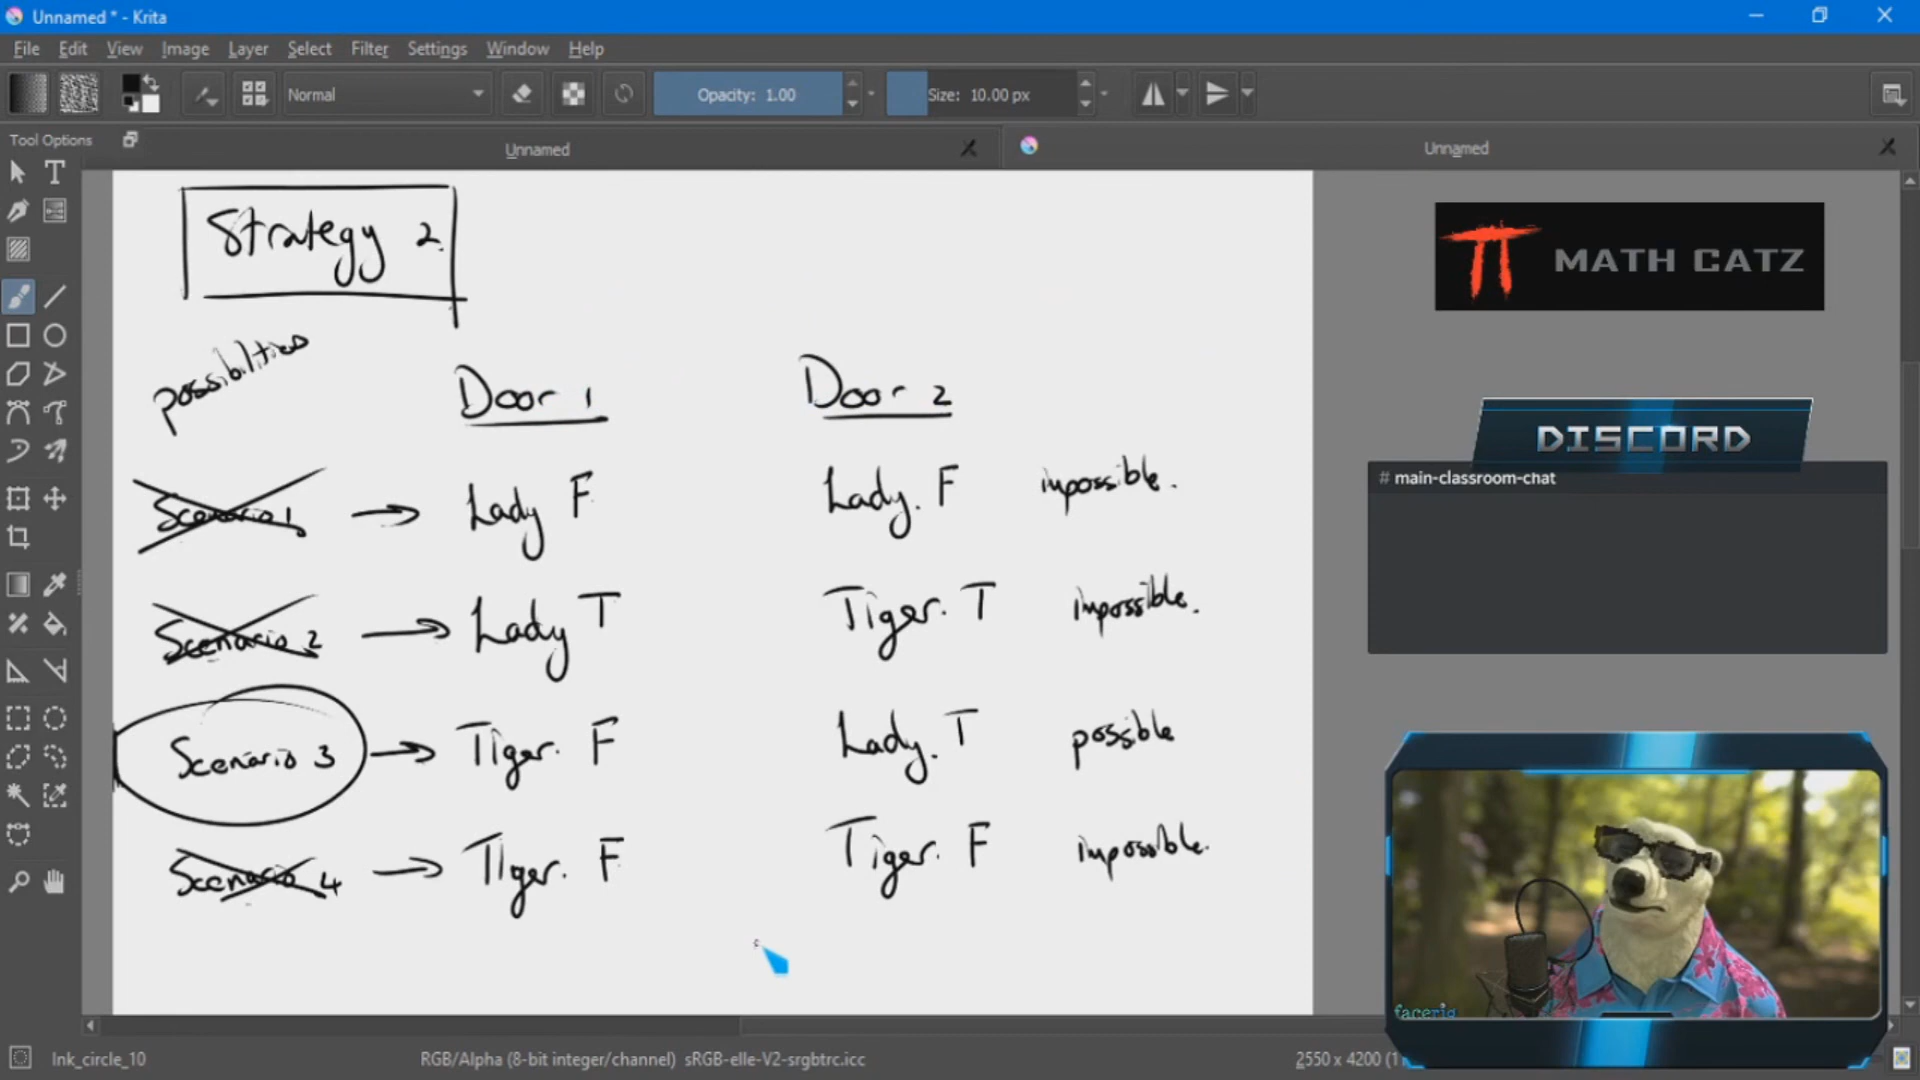 Unnamed * - Krita
File Edit View Image Layer Select Filter Settings Window Help
Normal Opacity: 1.00 Size: 10.00 px
Tool Options
Unnamed Unnamed
Strategy 2.
possibilties
Door 1 Door 2
Scenario 1 → Lady F Lady. F impossible.
Scenario 2 → Lady T Tiger. T impossible.
Scenario 3 → Tiger. F Lady. T possible
Scenario 4 → Tiger. F Tiger. F impossible.
MATH CATZ
DISCORD
# main-classroom-chat
facerig
Ink_circle_10 RGB/Alpha (8-bit integer/channel) sRGB-elle-V2-srgbtrc.icc 2550 x 4200 (1